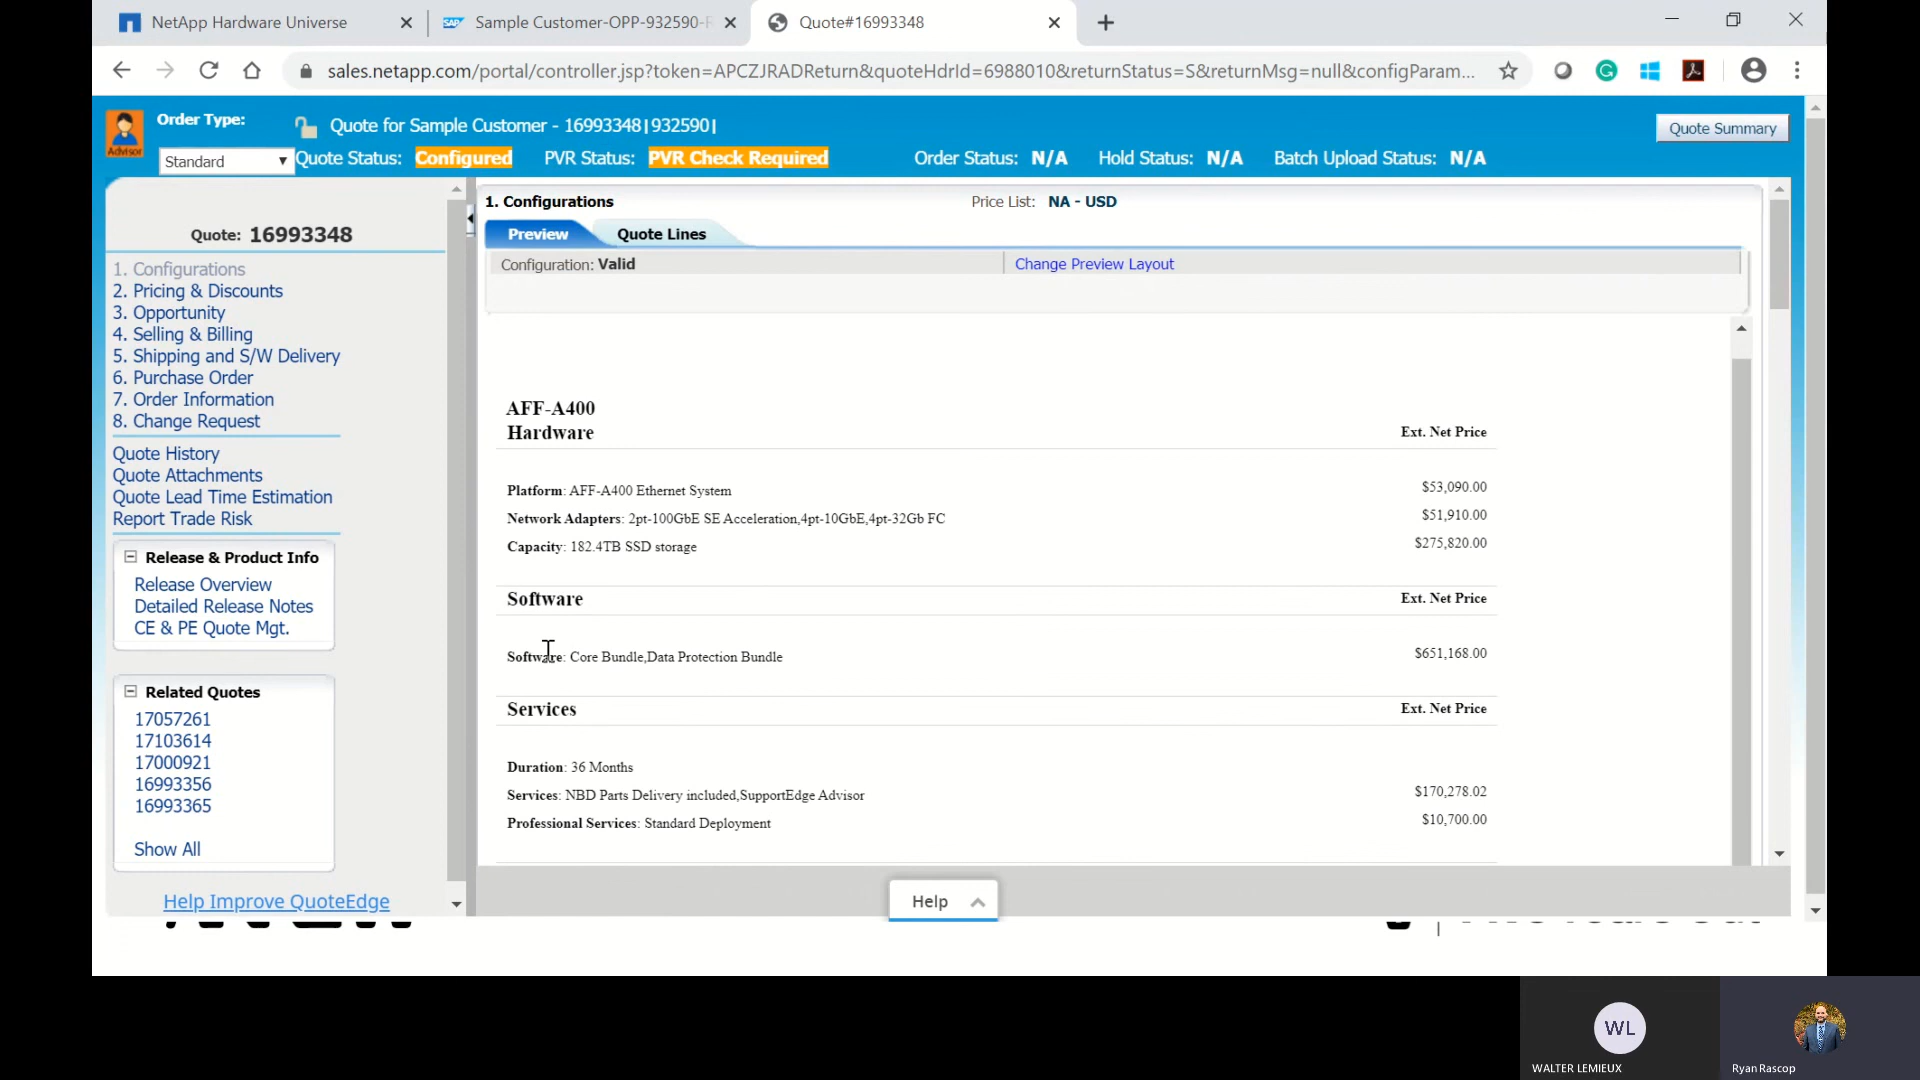 NetApp Hardware Universe
SAP
Sample Customer-OPP-932590-R
Quote#16993348
sales.netapp.com/portal/controller.jsp?token=APCZJRADReturn&quoteHdrId=6988010&returnStatus=S&returnMsg=null&configParam...
Advisor
Order Type:
Standard
Quote for Sample Customer - 16993348|932590|
Quote Summary
Quote Status: Configured PVR Status: PVR Check Required Order Status: N/A Hold Status: N/A Batch Upload Status: N/A
Quote: 16993348
1. Configurations
2. Pricing & Discounts
3. Opportunity
4. Selling & Billing
5. Shipping and S/W Delivery
6. Purchase Order
7. Order Information
8. Change Request
Quote History
Quote Attachments
Quote Lead Time Estimation
Report Trade Risk
Release & Product Info
Release Overview
Detailed Release Notes
CE & PE Quote Mgt.
Related Quotes
17057261
17103614
17000921
16993356
16993365
Show All
Help Improve QuoteEdge
1. Configurations Price List: NA - USD
Preview Quote Lines
Configuration: Valid Change Preview Layout
AFF-A400
Hardware Ext. Net Price
Platform: AFF-A400 Ethernet System $53,090.00
Network Adapters: 2pt-100GbE SE Acceleration,4pt-10GbE,4pt-32Gb FC $51,910.00
Capacity: 182.4TB SSD storage $275,820.00
Software Ext. Net Price
Software: Core Bundle,Data Protection Bundle $651,168.00
Services Ext. Net Price
Duration: 36 Months
Services: NBD Parts Delivery included,SupportEdge Advisor $170,278.02
Professional Services: Standard Deployment $10,700.00
Help
WL
WALTER LEMIEUX
Ryan Rascop